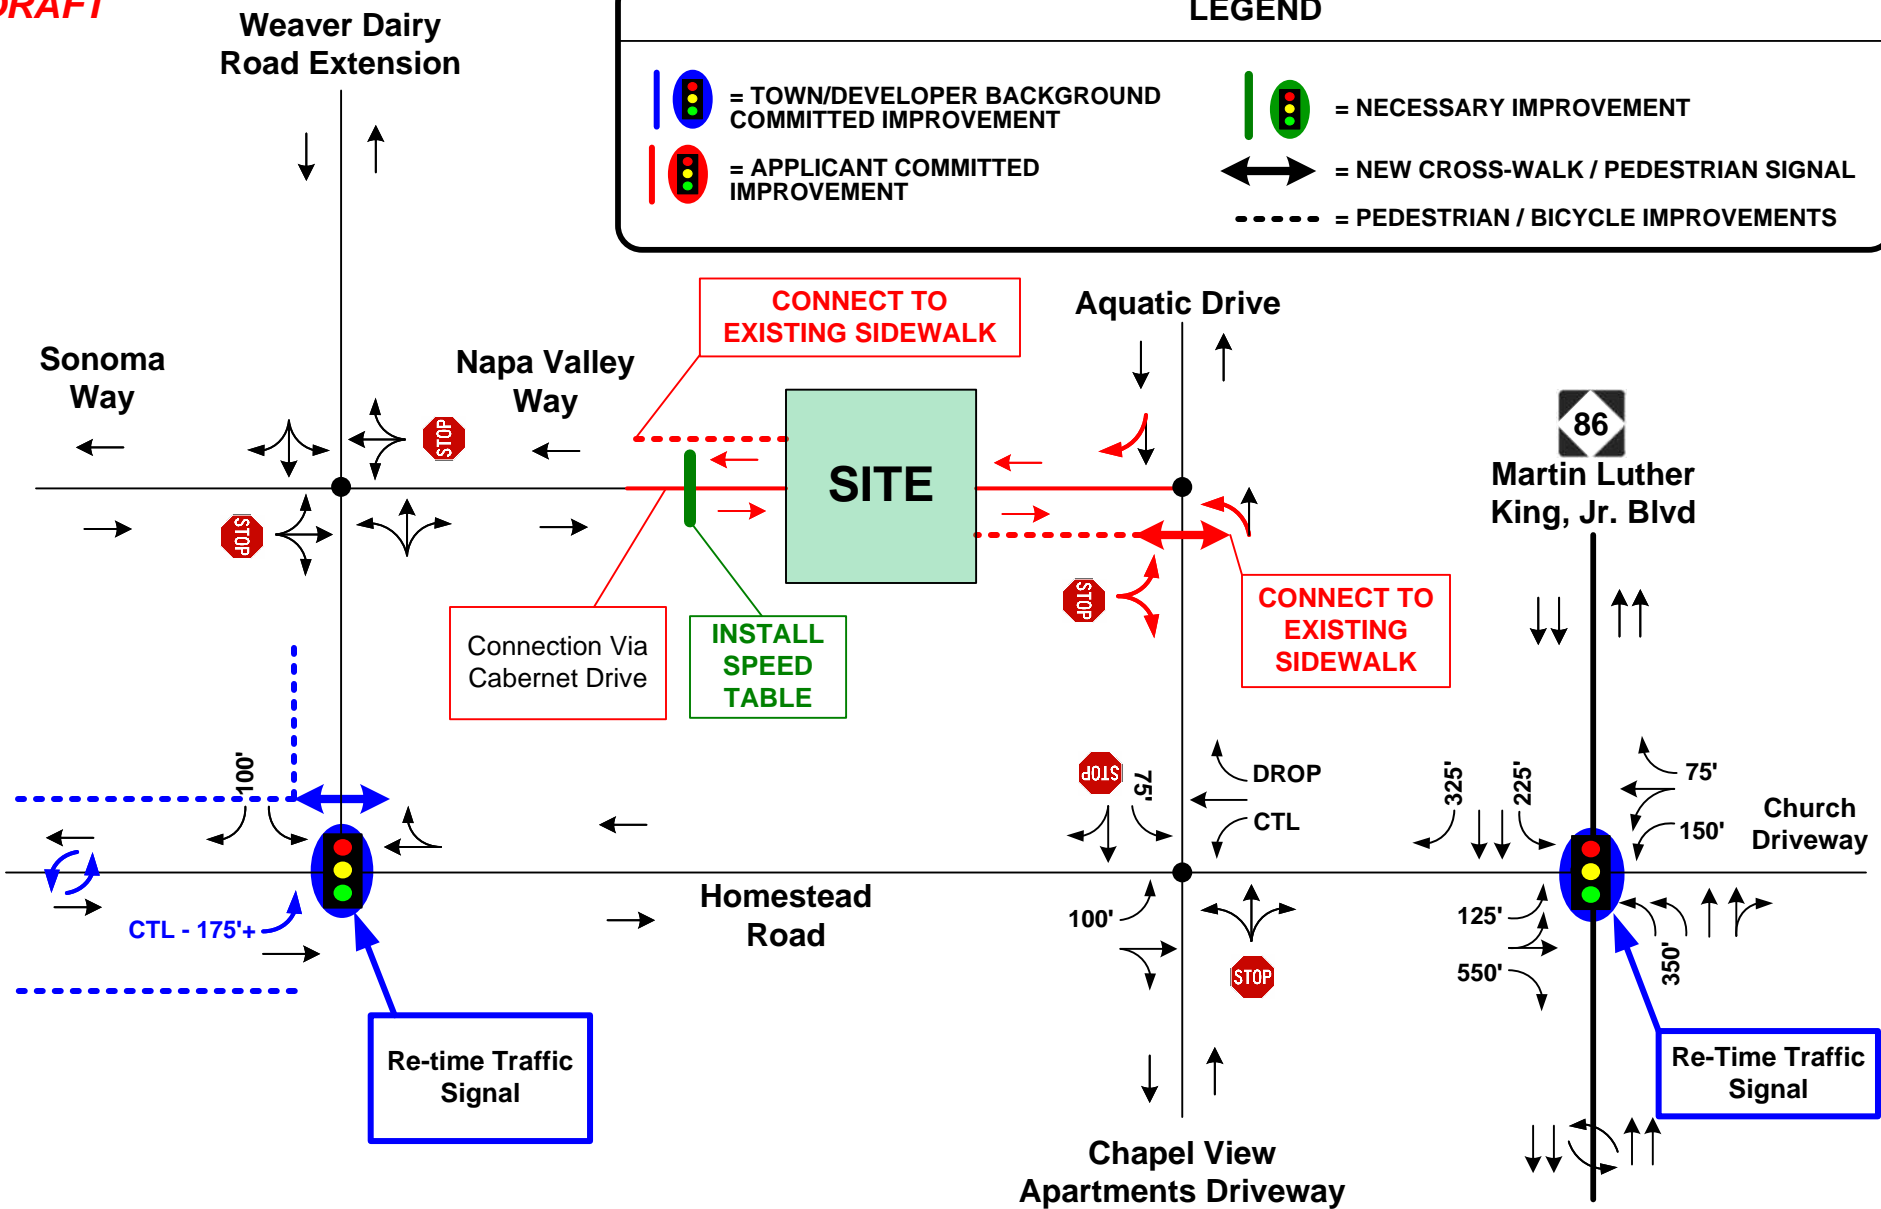 DRAFT
LEGEND
= TOWN/DEVELOPER BACKGROUND
COMMITTED IMPROVEMENT
= APPLICANT COMMITTED
IMPROVEMENT
= NECESSARY IMPROVEMENT
= NEW CROSS-WALK / PEDESTRIAN SIGNAL
= PEDESTRIAN / BICYCLE IMPROVEMENTS
Weaver Dairy
Road Extension
Sonoma
Way
Napa Valley
Way
CONNECT TO
EXISTING SIDEWALK
Aquatic Drive
86
Martin Luther
King, Jr. Blvd
STOP
STOP
SITE
STOP
Connection Via
Cabernet Drive
INSTALL
SPEED
TABLE
CONNECT TO
EXISTING
SIDEWALK
100'
STOP
75'
DROP
CTL
325'
225'
75'
150'
Church
Driveway
CTL - 175'+
Homestead
Road
100'
STOP
125'
550'
350'
Re-time Traffic
Signal
Re-Time Traffic
Signal
Chapel View
Apartments Driveway